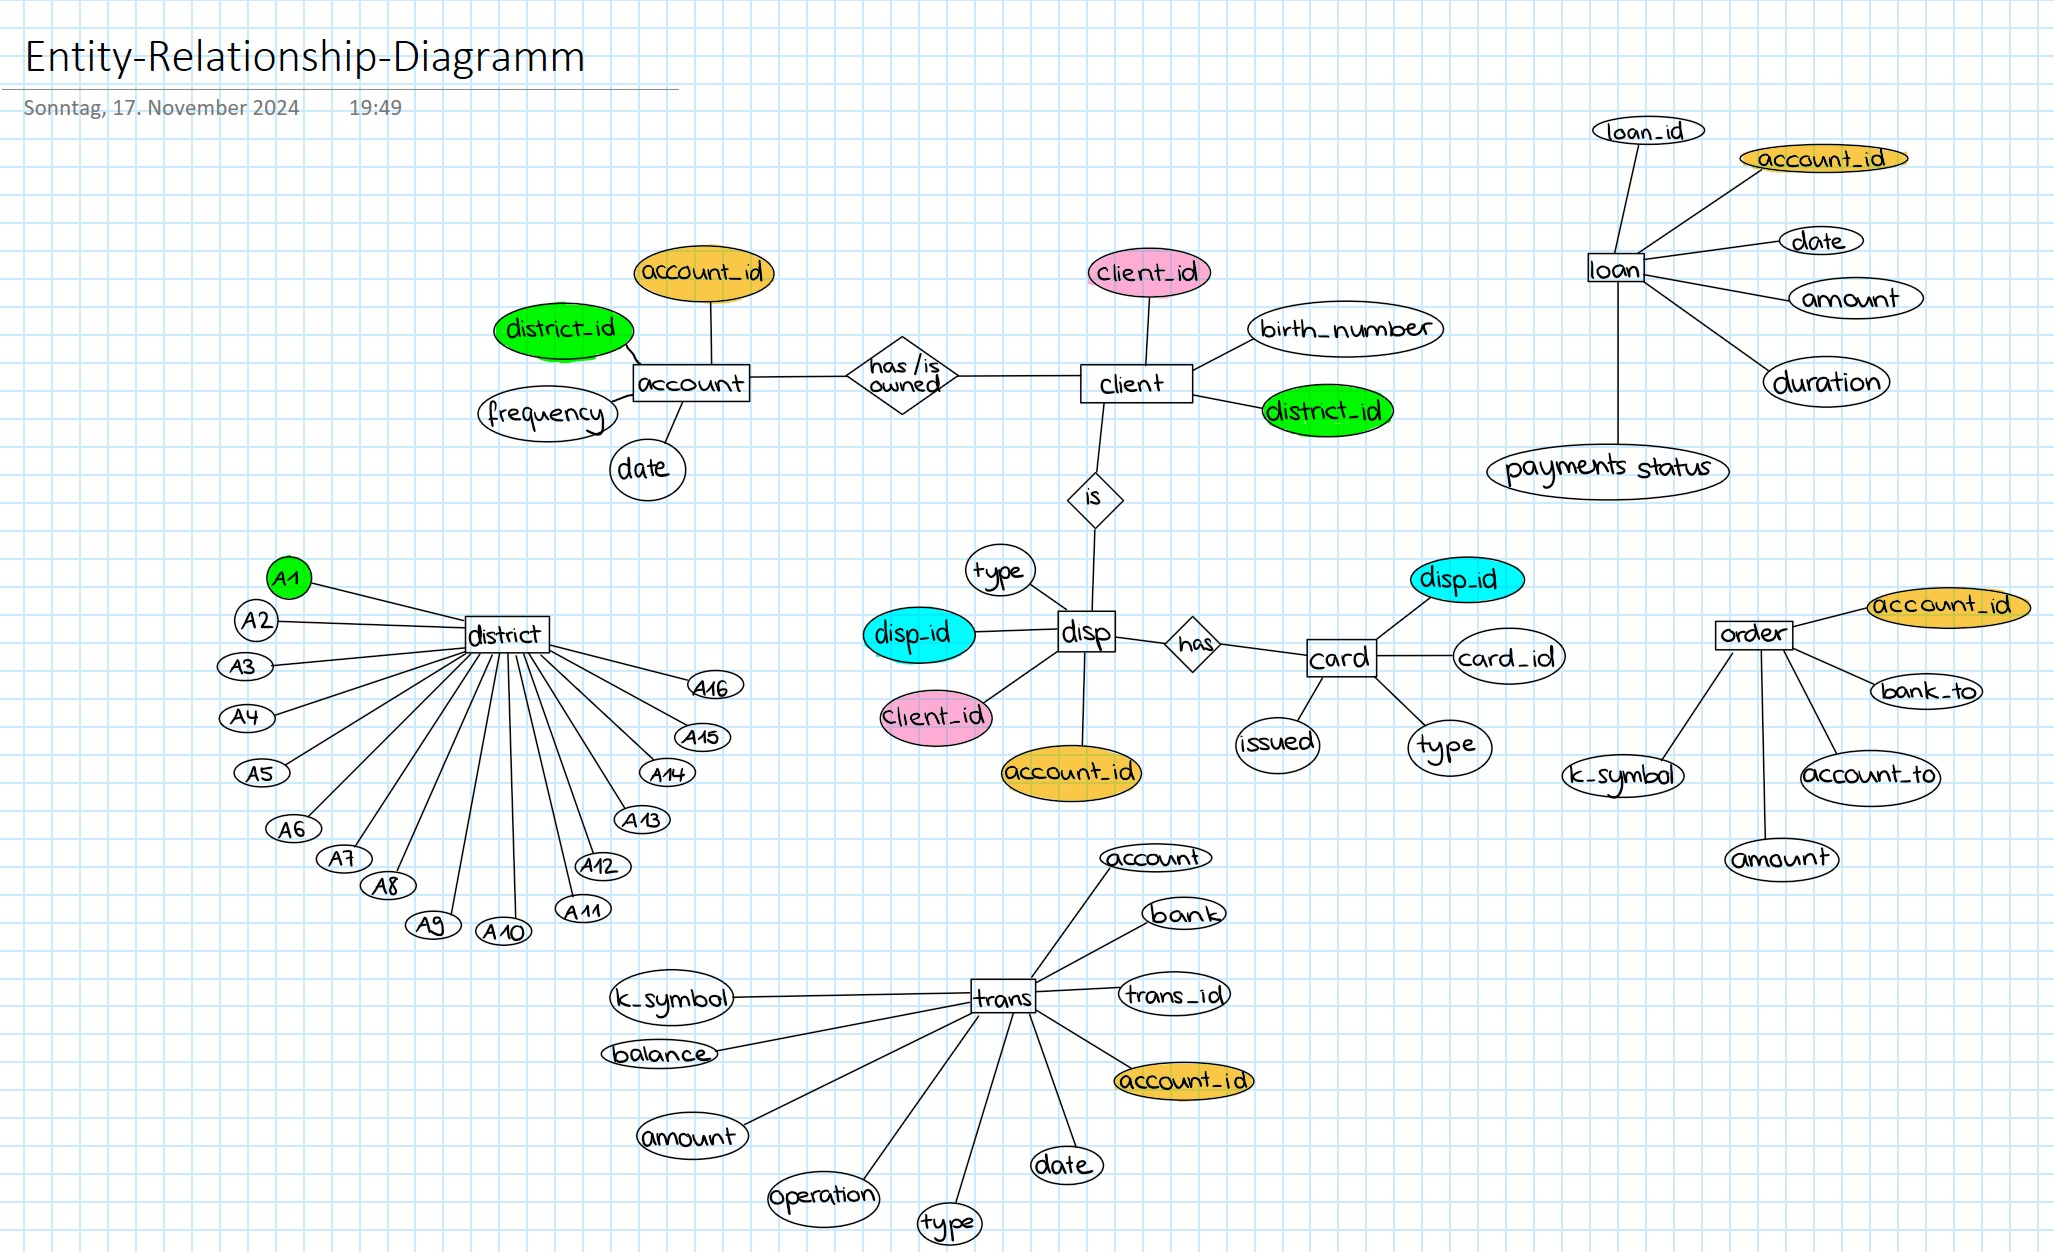 Entity-Relationship-Diagramm
Sonntag, 17. November 2024 19:49
loan_id
account_id
date
loan
amount
duration
payments status
account_id
district_id
account
frequency
date
has/is
owned
client_id
birth_number
client
district_id
is
A1
A2
A3
A4
A5
A6
A7
A8
A9
A10
A11
A12
A13
A14
A15
A16
district
type
disp_id
disp
client_id
account_id
has
disp_id
card
card_id
issued
type
account_id
order
bank_to
k_symbol
account_to
amount
account
bank
trans_id
trans
k_symbol
balance
account_id
amount
date
operation
type